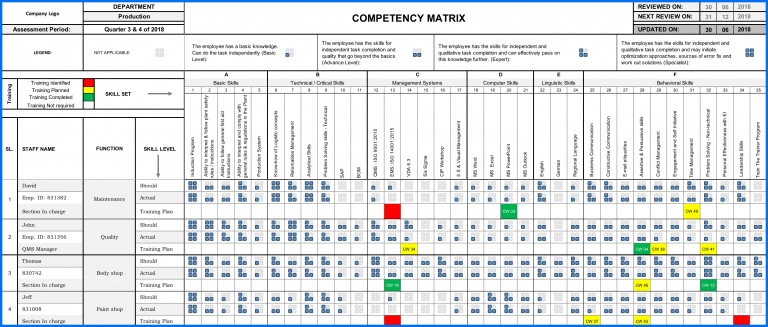 Company Logo
DEPARTMENT
Production
Assessment Period:
Quarter 3 & 4 of 2018
COMPETENCY MATRIX
REVIEWED ON: 30 06 2018
NEXT REVIEW ON: 31 12 2018
UPDATED ON: 30 06 2018
LEGEND:
NOT APPLICABLE:
The employee has a basic knowledge. Can do the task independently (Basic Level):
The employee has the skills for independent task completion and quality that go beyond the basics (Advance Level):
The employee has the skills for independent and qualitative task completion and can effectively pass on this knowledge further. (Expert):
The employee has the skills for independent and qualitative task completion and may initiate optimization approaches, sources of error fix and work out solutions (Specialist):
Training
Training Identified
Training Planned
Training Completed
Training Not required
SKILL SET
A B C D E F
Basic Skills
Technical / Critical Skills
Management Systems
Computer Skills
Linguistic Skills
Behavioral Skills
1 2 3 4 5 6 7 8 9 10 11 12 13 14 15 16 17 18 19 20 21 22 23 24 25 26 27 28 29 30 31 32 33 34 35
SL.
STAFF NAME
FUNCTION
SKILL LEVEL
Induction Program
Ability to interpret & follow plant safety rules / instructions
Ability to follow general first aid instructions
Ability to interpret and comply with general rules & regulations in the Plant
Production System
Know-how of Logistic concepts
Returnables Management
Analytical Skills
Problem Solving skills - Technical
SAP
BOM
QMS : ISO 9001:2015
EMS : ISO 14001:2015
VDA 6.3
Six Sigma
CIP Workshop
5 S & Visual Management
MS Word
MS Excel
MS PowerPoint
MS Outlook
English
German
Regional Language
Business Communication
Constructive Communication
E-mail etiquettes
Assertive & Persuasive skills
Conflict Management
Engagement and Self Initiative
Time Management
Problem Solving - Non-technical
Personal Effectiveness with EI
Leadership Skills
Train The Trainer Program
1
David
Emp. ID: 831382
Section In charge
Maintenance
Should
Actual
Training Plan
CW 03
CW 46
2
John
Emp. ID: 831356
QMS Manager
Quality
Should
Actual
Training Plan
CW 34
CW 34
CW 38
CW 41
3
Thomas
830742
Section In charge
Body shop
Should
Actual
Training Plan
CW 18
CW 45
CW 12
4
Jeff
831008
Section In charge
Paint shop
Should
Actual
Training Plan
CW 37
CW 43